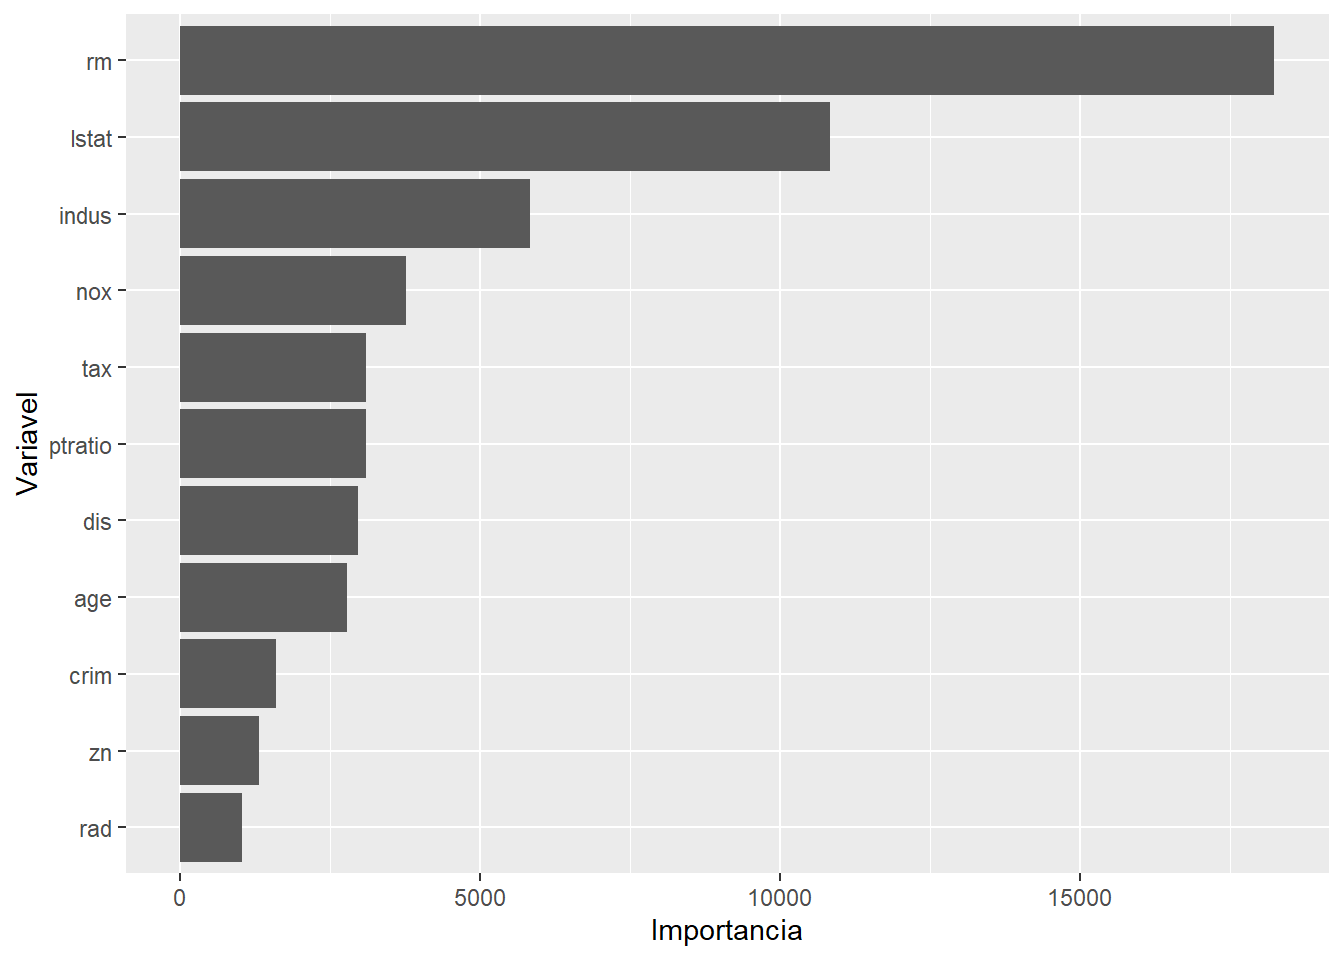 rm
lstat
indus
nox
tax
ptratio
dis
age
crim
zn
rad
Variavel
0 5000 10000 15000
Importancia